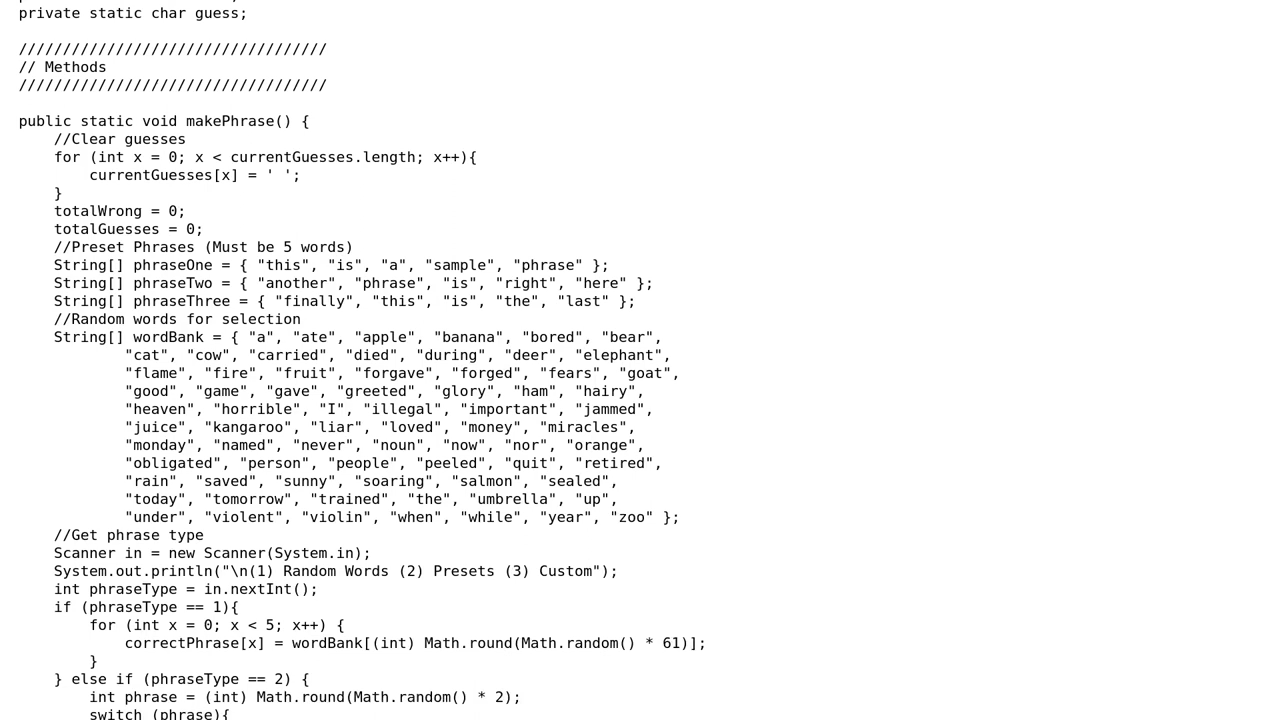 private static char guess;

///////////////////////////////////
// Methods
///////////////////////////////////

public static void makePhrase() {
    //Clear guesses
    for (int x = 0; x < currentGuesses.length; x++){
        currentGuesses[x] = ' ';
    }
    totalWrong = 0;
    totalGuesses = 0;
    //Preset Phrases (Must be 5 words)
    String[] phraseOne = { "this", "is", "a", "sample", "phrase" };
    String[] phraseTwo = { "another", "phrase", "is", "right", "here" };
    String[] phraseThree = { "finally", "this", "is", "the", "last" };
    //Random words for selection
    String[] wordBank = { "a", "ate", "apple", "banana", "bored", "bear",
            "cat", "cow", "carried", "died", "during", "deer", "elephant",
            "flame", "fire", "fruit", "forgave", "forged", "fears", "goat",
            "good", "game", "gave", "greeted", "glory", "ham", "hairy",
            "heaven", "horrible", "I", "illegal", "important", "jammed",
            "juice", "kangaroo", "liar", "loved", "money", "miracles",
            "monday", "named", "never", "noun", "now", "nor", "orange",
            "obligated", "person", "people", "peeled", "quit", "retired",
            "rain", "saved", "sunny", "soaring", "salmon", "sealed",
            "today", "tomorrow", "trained", "the", "umbrella", "up",
            "under", "violent", "violin", "when", "while", "year", "zoo" };
    //Get phrase type
    Scanner in = new Scanner(System.in);
    System.out.println("\n(1) Random Words (2) Presets (3) Custom");
    int phraseType = in.nextInt();
    if (phraseType == 1){
        for (int x = 0; x < 5; x++) {
            correctPhrase[x] = wordBank[(int) Math.round(Math.random() * 61)];
        }
    } else if (phraseType == 2) {
        int phrase = (int) Math.round(Math.random() * 2);
        switch (phrase){